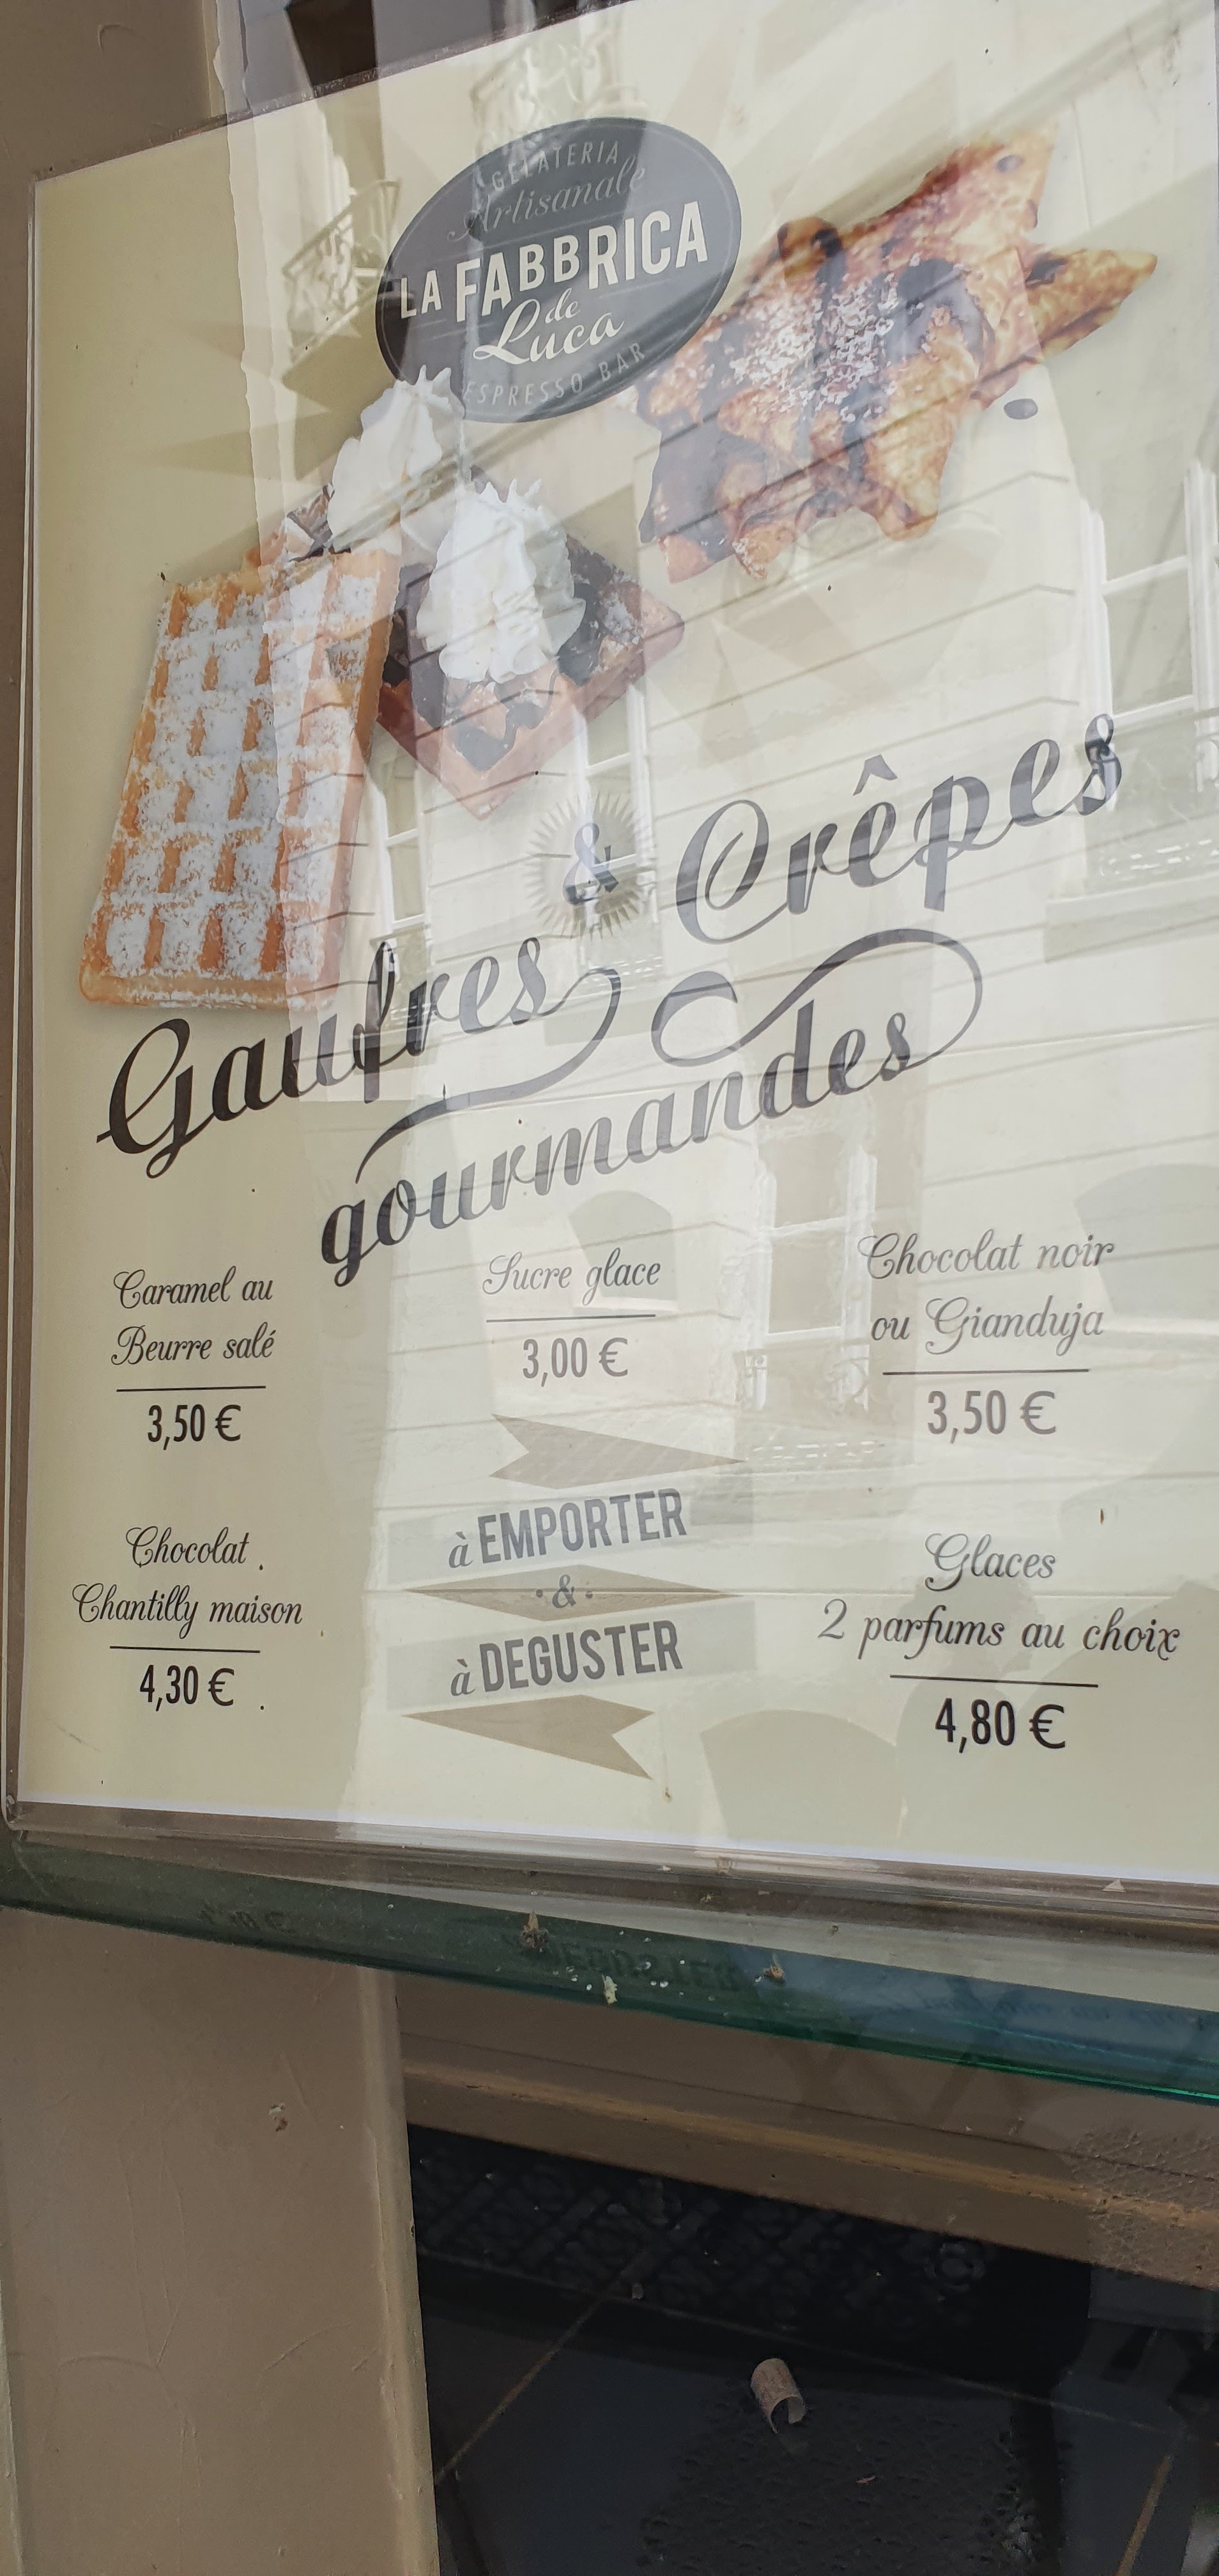 GELATERIA
Artisanale
LA FABBRICA
de
Luca
ESPRESSO BAR
Gaufres & Crêpes
gourmandes
Caramel au
Beurre salé
3,50 €
Sucre glace
3,00 €
Chocolat noir
ou Gianduja
3,50 €
Chocolat
Chantilly maison
4,30 €
à EMPORTER
&
à DEGUSTER
Glaces
2 parfums au choix
4,80 €